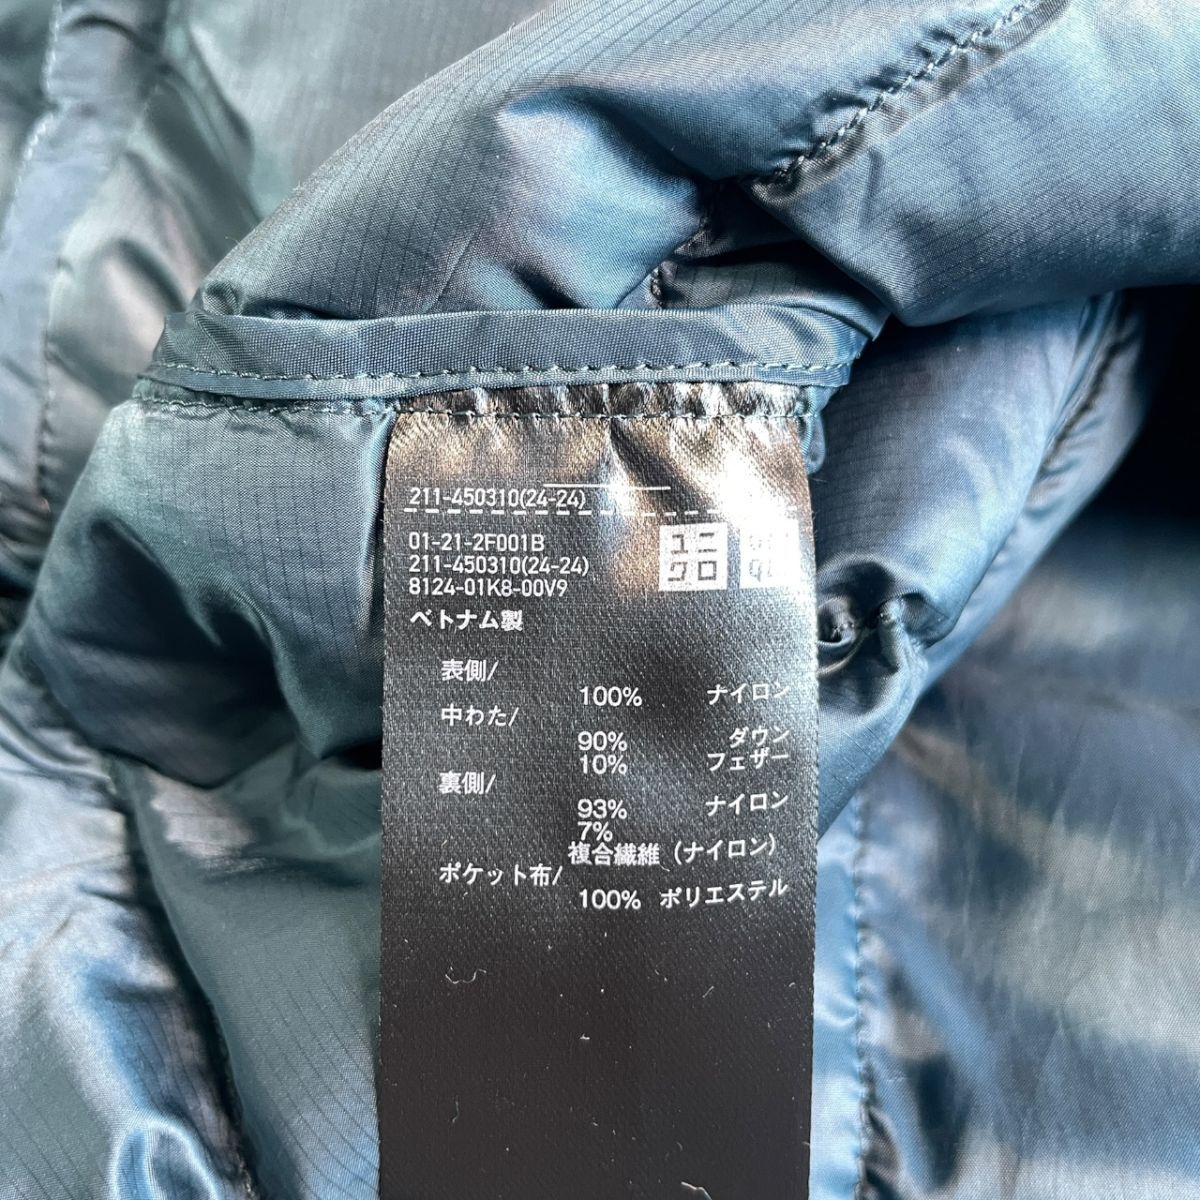 211-450310(24-24)
01-21-2F001B
211-450310(24-24)
8124-01K8-00V9
ユニ
クロ
ベトナム製
表側/
100% ナイロン
中わた/
90% ダウン
10% フェザー
裏側/
93% ナイロン
7%
複合繊維(ナイロン)
ポケット布/
100% ポリエステル